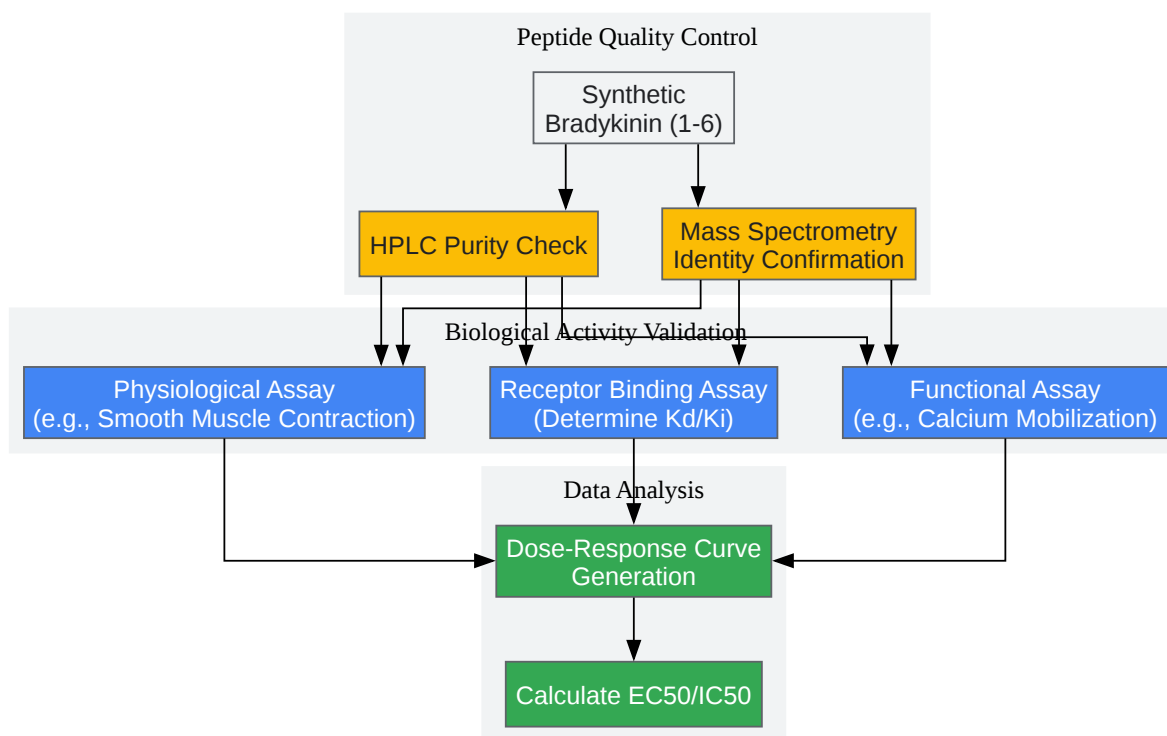 Peptide Quality Control
Synthetic
Bradykinin (1-6)
HPLC Purity Check
Mass Spectrometry
Identity Confirmation
Biological Activity Validation
Physiological Assay
(e.g., Smooth Muscle Contraction)
Receptor Binding Assay
(Determine Kd/Ki)
Functional Assay
(e.g., Calcium Mobilization)
Data Analysis
Dose-Response Curve
Generation
Calculate EC50/IC50